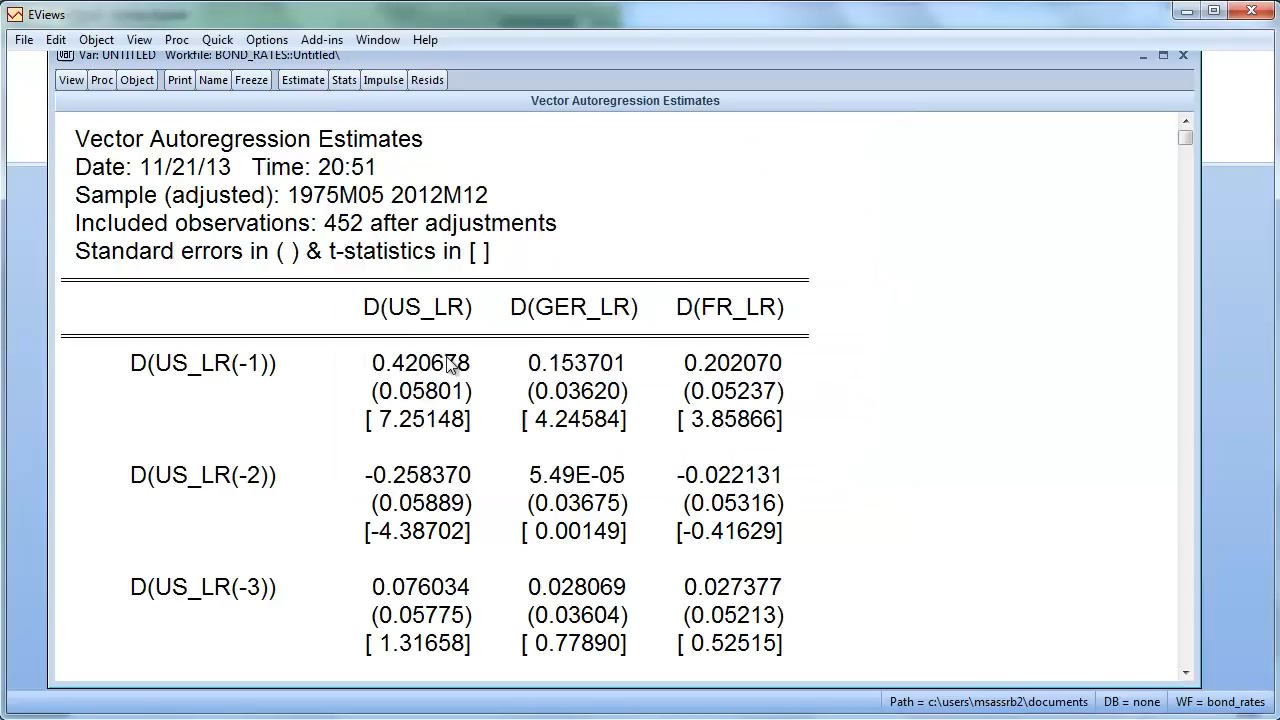 EViews
File Edit Object View Proc Quick Options Add-ins Window Help
Var: UNTITLED Workfile: BOND_RATES::Untitled\
View Proc Object Print Name Freeze Estimate Stats Impulse Resids
Vector Autoregression Estimates
Vector Autoregression Estimates
Date: 11/21/13 Time: 20:51
Sample (adjusted): 1975M05 2012M12
Included observations: 452 after adjustments
Standard errors in ( ) & t-statistics in [ ]
D(US_LR) D(GER_LR) D(FR_LR)
D(US_LR(-1)) 0.420678 0.153701 0.202070
(0.05801) (0.03620) (0.05237)
[ 7.25148] [ 4.24584] [ 3.85866]
D(US_LR(-2)) -0.258370 5.49E-05 -0.022131
(0.05889) (0.03675) (0.05316)
[-4.38702] [ 0.00149] [-0.41629]
D(US_LR(-3)) 0.076034 0.028069 0.027377
(0.05775) (0.03604) (0.05213)
[ 1.31658] [ 0.77890] [ 0.52515]
Path = c:\users\msassrb2\documents DB = none WF = bond_rates